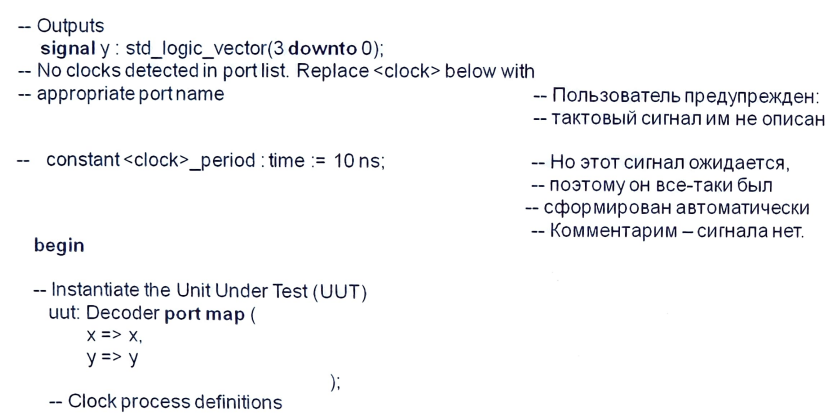 -- Outputs
signal y : std_logic_vector(3 downto 0);
-- No clocks detected in port list. Replace <clock> below with
-- appropriate port name
-- Пользователь предупрежден:
-- тактовый сигнал им не описан
-- constant <clock>_period : time := 10 ns;
-- Но этот сигнал ожидается,
-- поэтому он все-таки был
-- сформирован автоматически
-- Комментарим – сигнала нет.
begin
-- Instantiate the Unit Under Test (UUT)
uut: Decoder port map (
x => x,
y => y
);
-- Clock process definitions